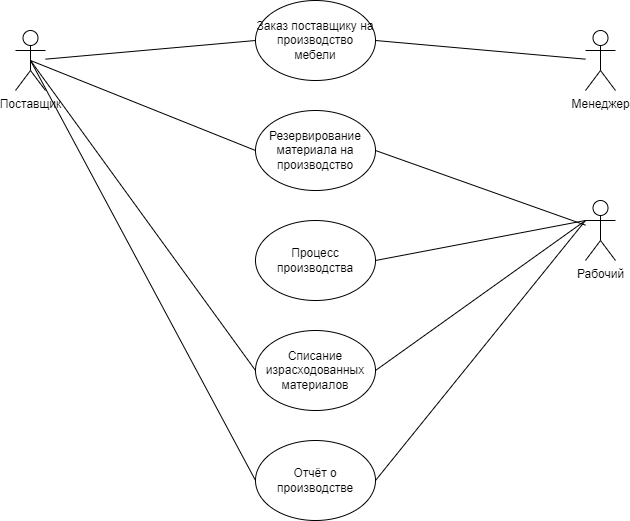 Заказ поставщику на
производство
мебели
Поставщик
Менеджер
Резервирование
материала на
производство
Процесс
производства
Рабочий
Списание
израсходованных
материалов
Отчёт о
производстве